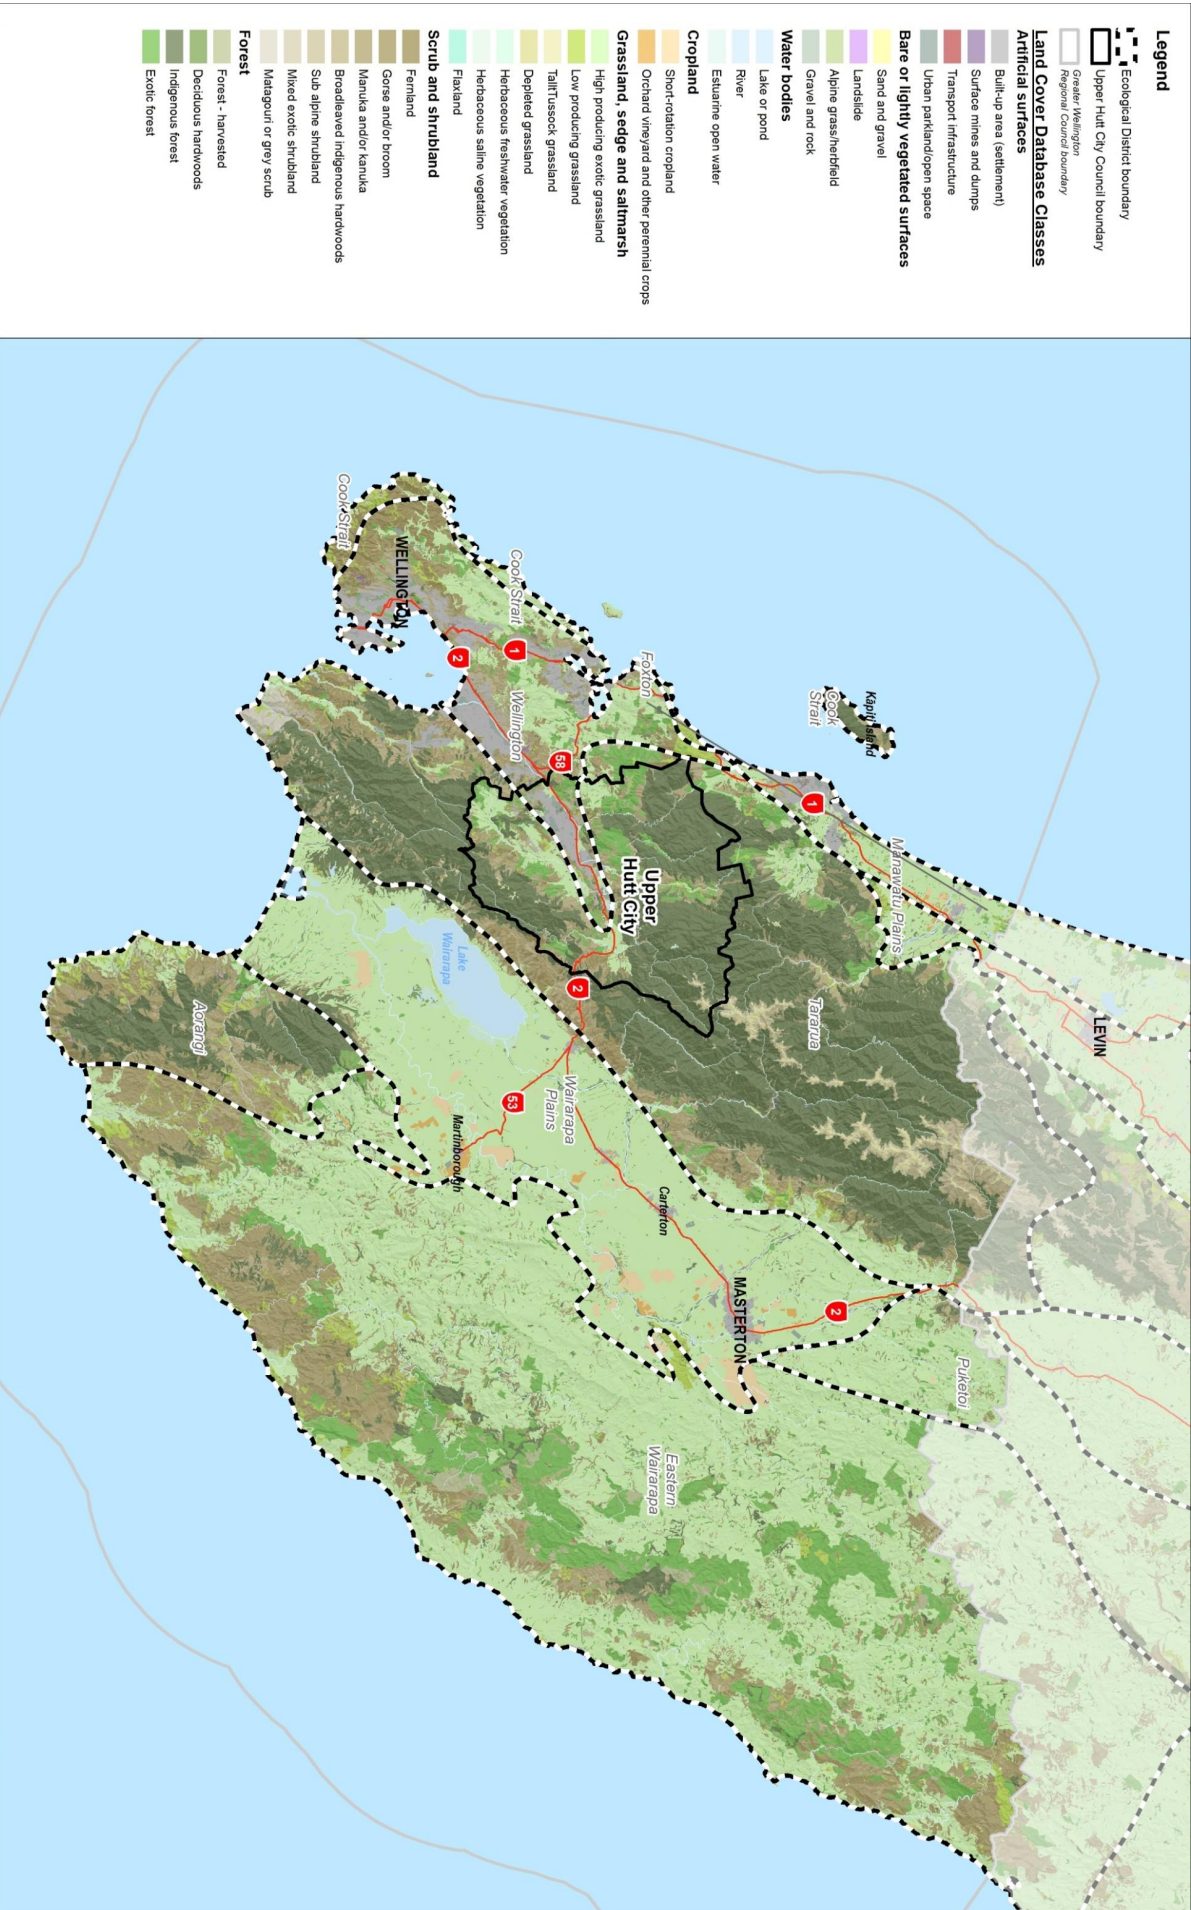 Legend
Ecological District boundary
Upper Hutt City Council boundary
Greater Wellington
Regional Council boundary
Land Cover Database Classes
Artificial surfaces
Built-up area (settlement)
Surface mines and dumps
Transport infrastructure
Urban parkland/open space
Bare or lightly vegetated surfaces
Sand and gravel
Landslide
Alpine grass/herbfield
Gravel and rock
Water bodies
Lake or pond
River
Estuarine open water
Cropland
Short-rotation cropland
Orchard vineyard and other perennial crops
Grassland, sedge and saltmarsh
High producing exotic grassland
Low producing grassland
TalltTussock grassland
Depleted grassland
Herbaceous freshwater vegetation
Herbaceous saline vegetation
Flaxland
Scrub and shrubland
Fernland
Gorse and/or broom
Manuka and/or kanuka
Broadleaved indigenous hardwoods
Sub alpine shrubland
Mixed exotic shrubland
Matagouri or grey scrub
Forest
Forest - harvested
Deciduous hardwoods
Indigenous forest
Exotic forest
LEVIN
Puketoi
Manawatu Plains
Kāpiti Island
Cook
Strait
1
2
Tararua
MASTERTON
Foxton
Upper
Hutt City
Carterton
Eastern
Wairarapa
58
2
Wairarapa
Plains
Cook Strait
1
Wellington
53
2
Lake
Wairarapa
Martinborough
WELLINGTON
Cook Strait
Aorangi